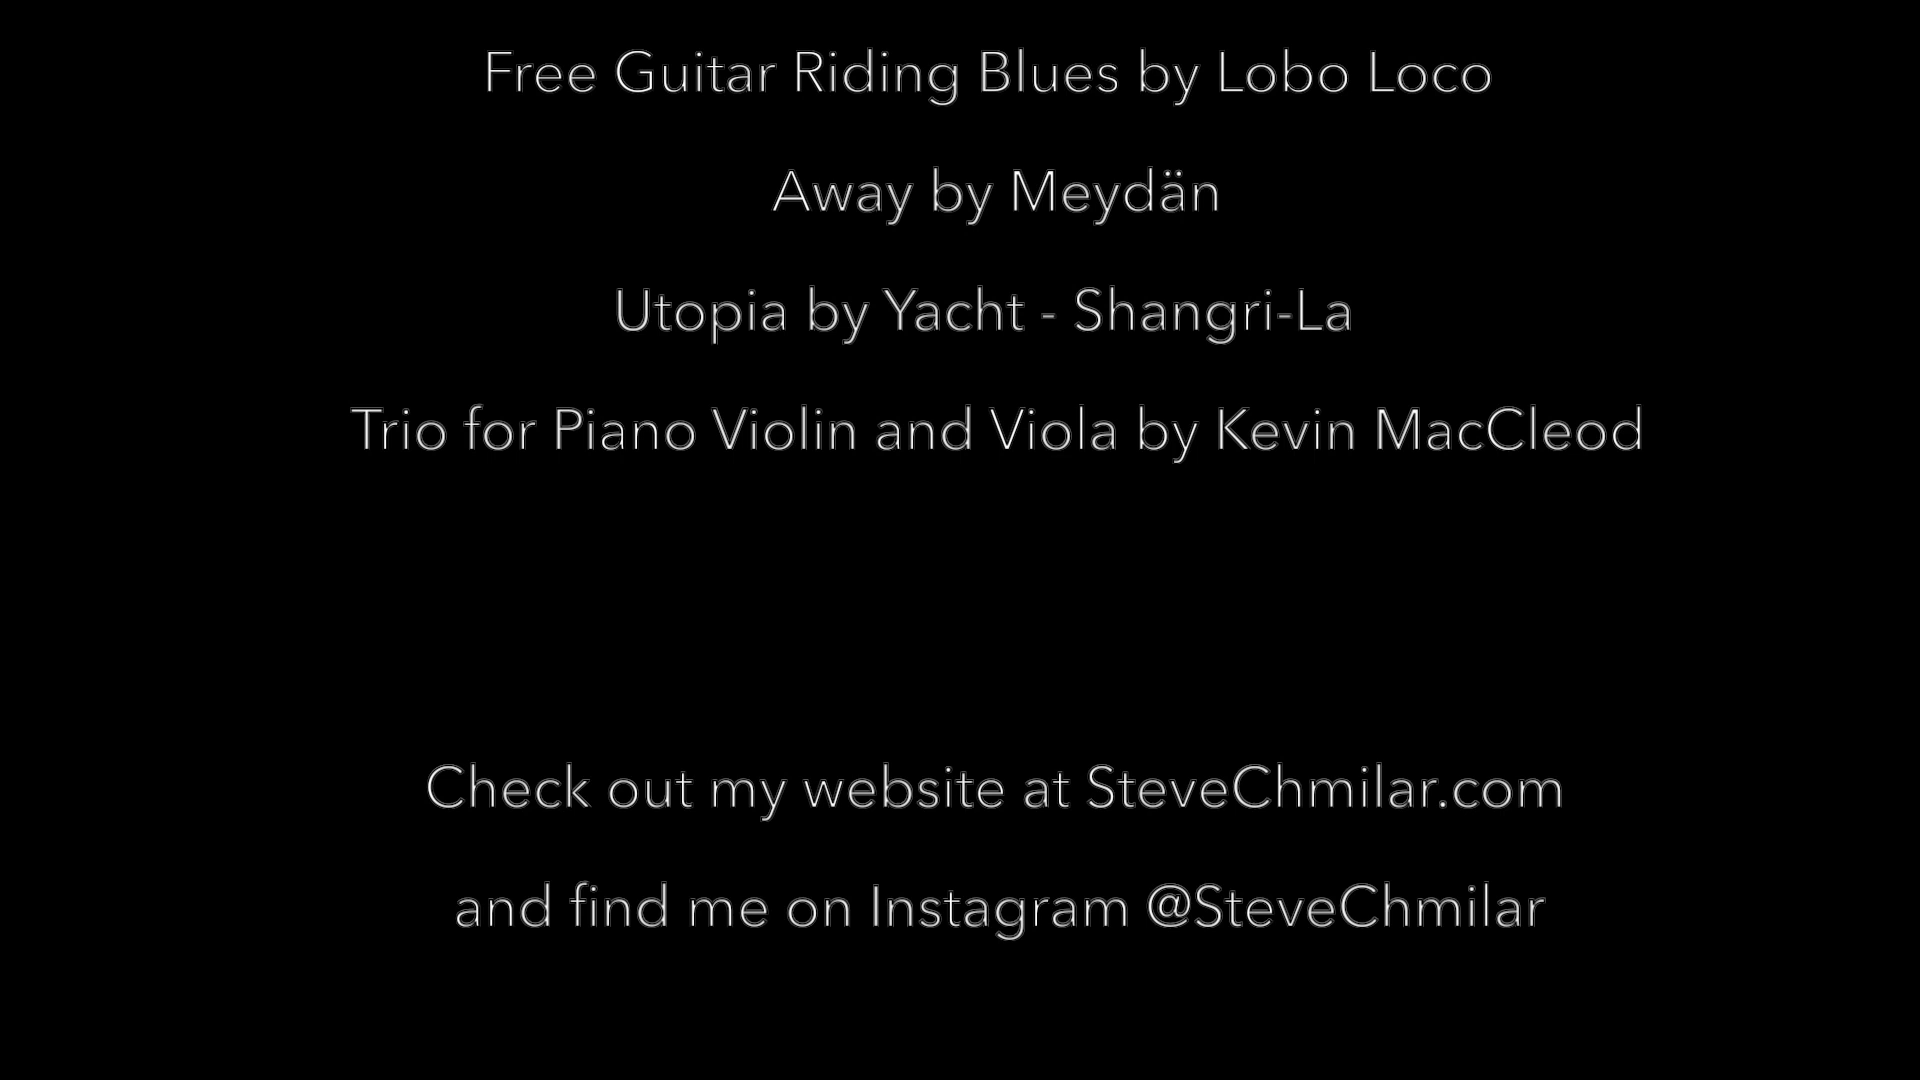 Free Guitar Riding Blues by Lobo Loco
Away by Meydän
Utopia by Yacht - Shangri-La
Trio for Piano Violin and Viola by Kevin MacCleod
Check out my website at SteveChmilar.com
and find me on Instagram @SteveChmilar